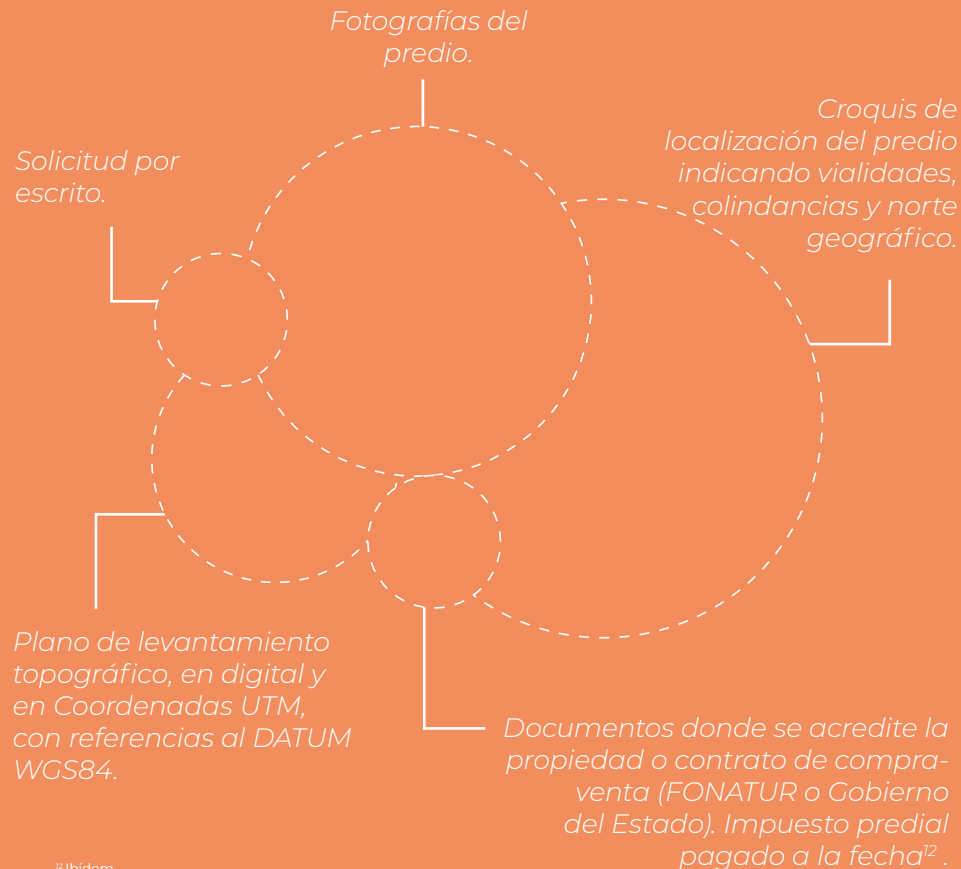 Fotografías del
predio.
Croquis de
localización del predio
indicando vialidades,
colindancias y norte
geográfico.
Solicitud por
escrito.
Plano de levantamiento
topográfico, en digital y
en Coordenadas UTM,
con referencias al DATUM
WGS84.
Documentos donde se acredite la
propiedad o contrato de compra-
venta (FONATUR o Gobierno
del Estado). Impuesto predial
pagado a la fecha¹² .
¹² Ibídem